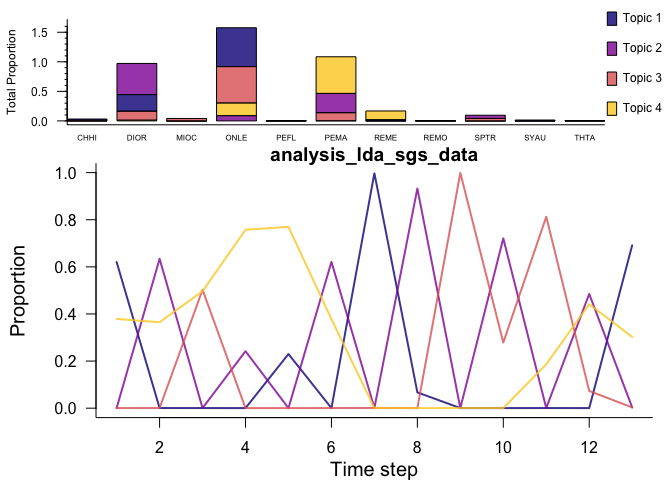 Topic 1
Topic 2
Topic 3
Topic 4
Total Proportion
1.5
1.0
0.5
0.0
CHHI DIOR MIOC ONLE PEFL PEMA REME REMO SPTR SYAU THTA
analysis_lda_sgs_data
Proportion
1.0
0.8
0.6
0.4
0.2
0.0
2 4 6 8 10 12
Time step